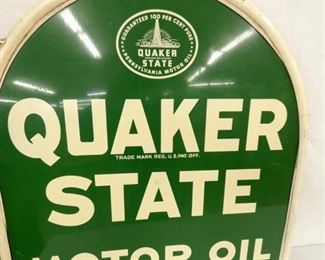 GUARANTEED 100 PER CENT PURE
QUAKER
STATE
PENNSYLVANIA MOTOR OIL
QUAKER
TRADE MARK REG. U.S. PAT. OFF.
STATE
MOTOR OIL